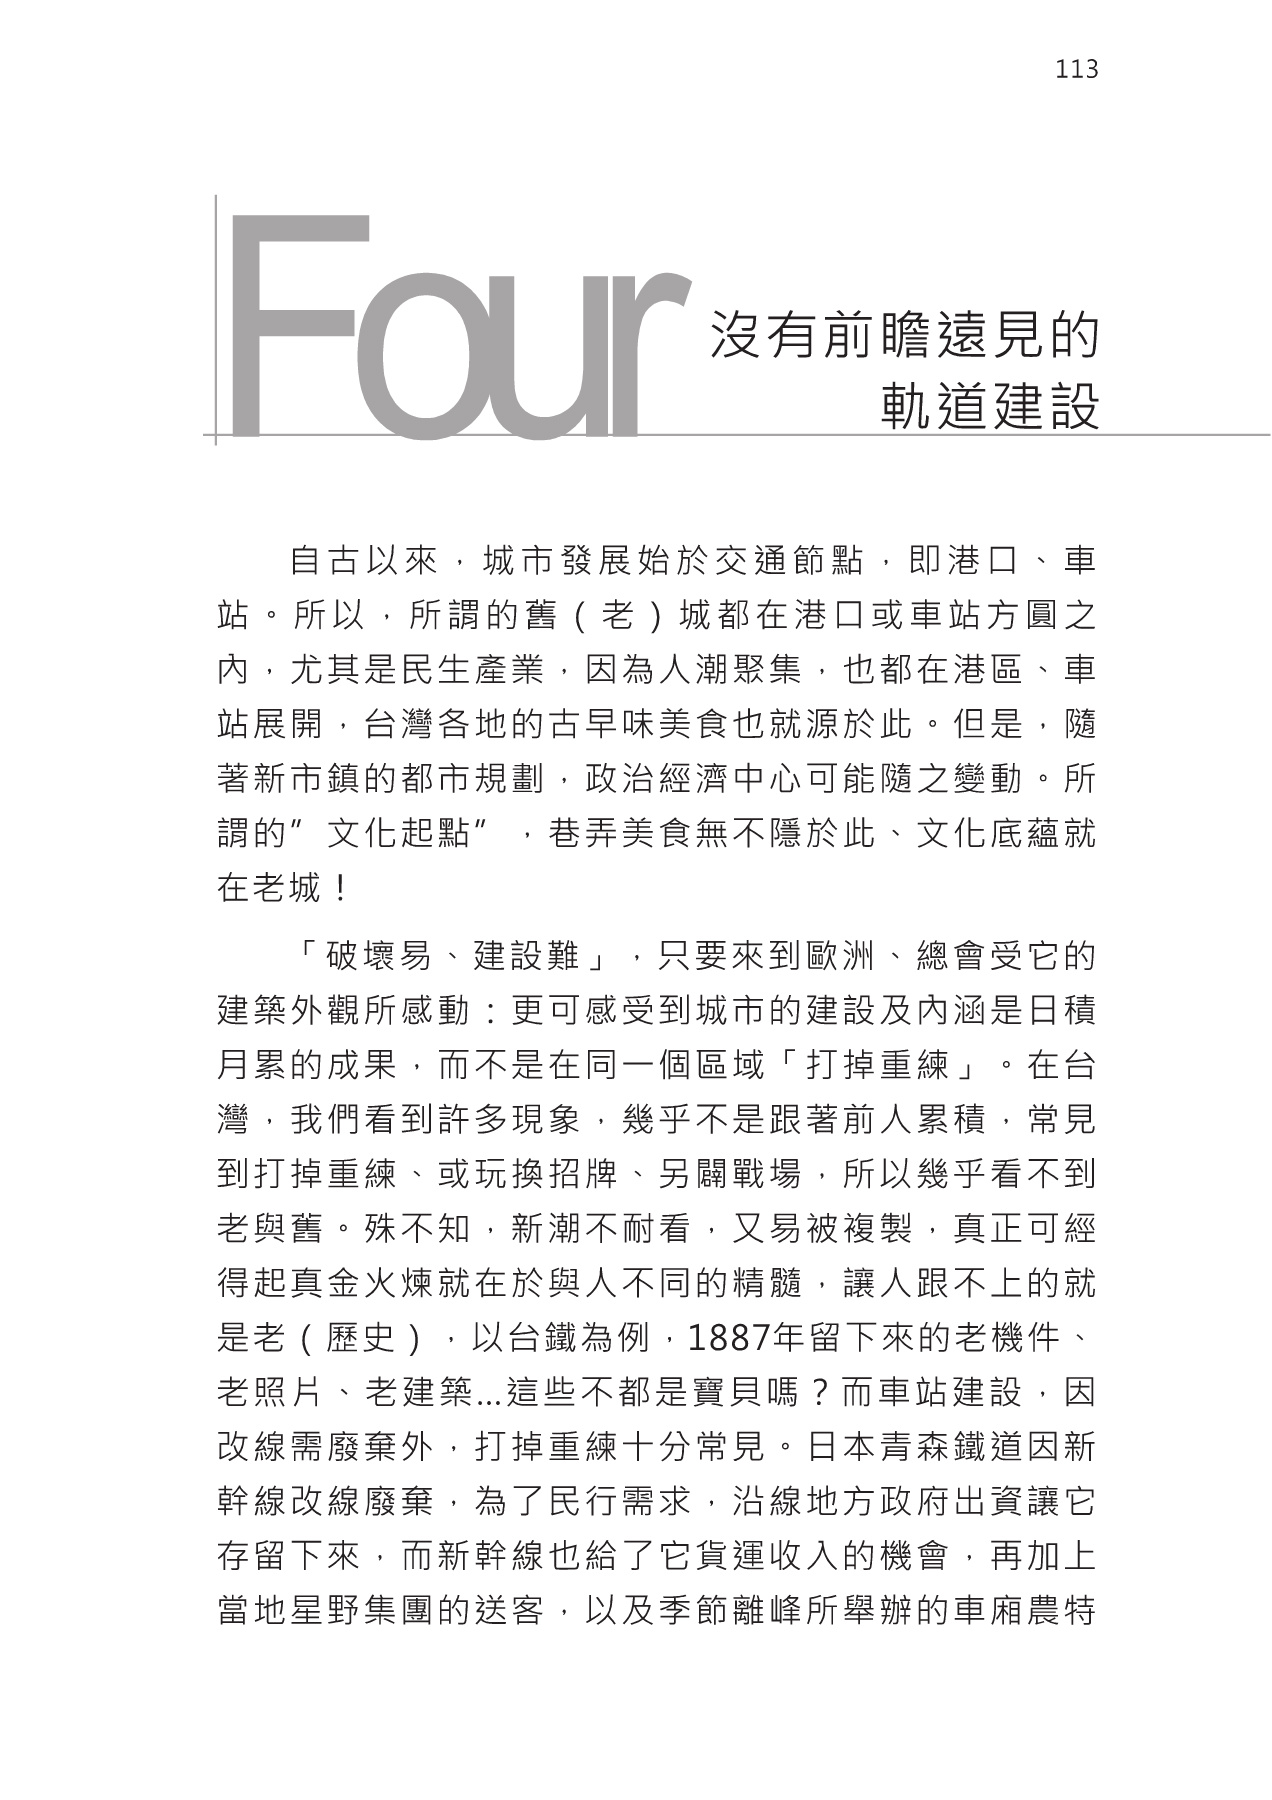 113
Four
沒有前瞻遠見的
軌道建設
自古以來，城市發展始於交通節點，即港口、車
站。所以，所謂的舊（老）城都在港口或車站方圓之
內，尤其是民生產業，因為人潮聚集，也都在港區、車
站展開，台灣各地的古早味美食也就源於此。但是，隨
著新市鎮的都市規劃，政治經濟中心可能隨之變動。所
謂的”文化起點”，巷弄美食無不隱於此、文化底蘊就
在老城！
「破壞易、建設難」，只要來到歐洲、總會受它的
建築外觀所感動：更可感受到城市的建設及內涵是日積
月累的成果，而不是在同一個區域「打掉重練」。在台
灣，我們看到許多現象，幾乎不是跟著前人累積，常見
到打掉重練、或玩換招牌、另闢戰場，所以幾乎看不到
老與舊。殊不知，新潮不耐看，又易被複製，真正可經
得起真金火煉就在於與人不同的精髓，讓人跟不上的就
是老（歷史），以台鐵為例，1887年留下來的老機件、
老照片、老建築...這些不都是寶貝嗎？而車站建設，因
改線需廢棄外，打掉重練十分常見。日本青森鐵道因新
幹線改線廢棄，為了民行需求，沿線地方政府出資讓它
存留下來，而新幹線也給了它貨運收入的機會，再加上
當地星野集團的送客，以及季節離峰所舉辦的車廂農特